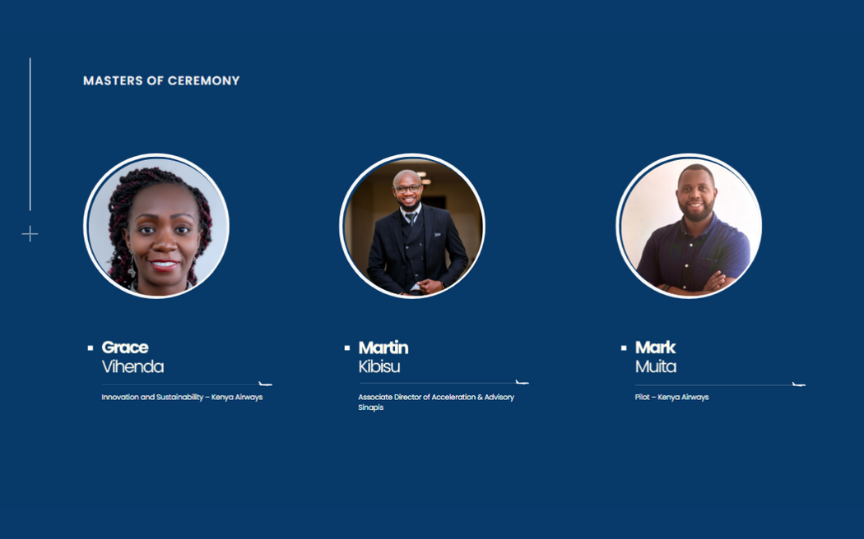 MASTERS OF CEREMONY
Grace
Vihenda
Innovation and Sustainability – Kenya Airways
Martin
Kibisu
Associate Director of Acceleration & Advisory
Sinapis
Mark
Muita
Pilot – Kenya Airways